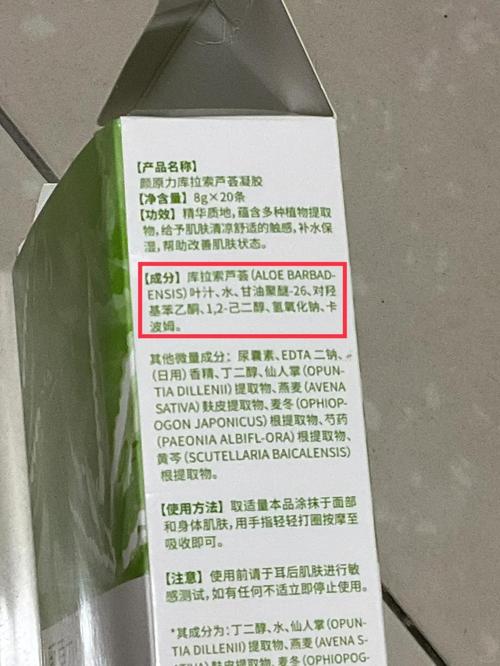 【产品名称】
颜原力库拉索芦荟凝胶
【净含量】8g×20条
【功效】精华质地,蕴含多种植物提取
物,给予肌肤清凉舒适的触感,补水保
湿,帮助改善肌肤状态。
【成分】库拉索芦荟(ALOE BARBAD-
ENSIS)叶汁、水、甘油聚醚-26、对羟
基苯乙酮、1,2-己二醇、氢氧化钠、卡
波姆。
其他微量成分：尿囊素、EDTA 二钠、
(日用)香精、丁二醇、仙人掌(OPUN-
TIA DILLENII)提取物、燕麦(AVENA
SATIVA)麸皮提取物、麦冬(OPHIOP-
OGON JAPONICUS)根提取物、芍药
(PAEONIA ALBIFL-ORA)根提取物、
黄芩(SCUTELLARIA BAICALENSIS)
根提取物。
【使用方法】取适量本品涂抹于面部
和身体肌肤,用手指轻轻打圈按摩至
吸收即可。
【注意】使用前请于耳后肌肤进行敏
感测试,如有任何不适立即停止使用。
*其成分为:丁二醇、水、仙人掌(OPUN-
TIA DILLENII)提取物、燕麦(AVENA S-
ATIVA)麸皮提取物、麦冬(OPHIOPOG-